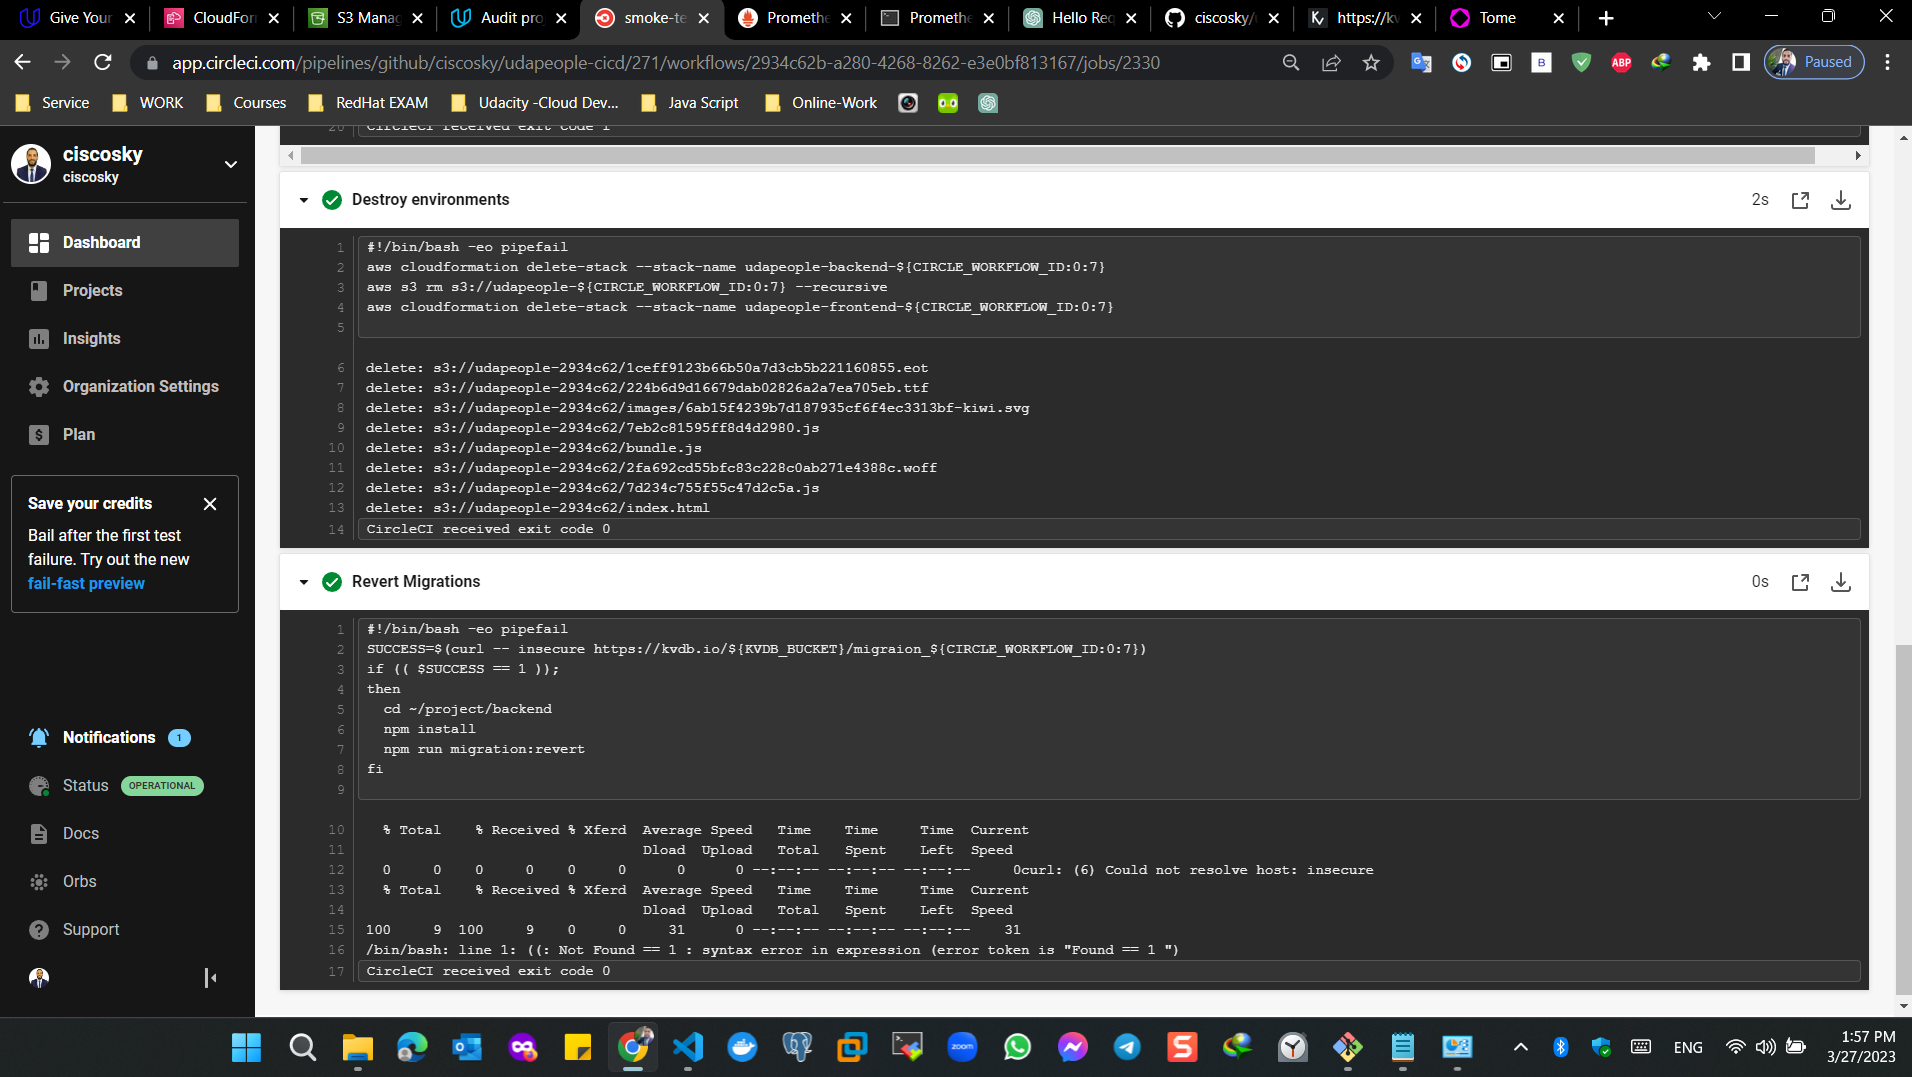 Give Your
CloudForm
S3 Manag
Audit pro
smoke-te
Promethe
Promethe
Hello Req
ciscosky/
https://kv
Tome
app.circleci.com/pipelines/github/ciscosky/udapeople-cicd/271/workflows/2934c62b-a280-4268-8262-e3e0bf813167/jobs/2330
ABP
Paused
Service
WORK
Courses
RedHat EXAM
Udacity -Cloud Dev...
Java Script
Online-Work
ciscosky
ciscosky
Dashboard
Projects
Insights
Organization Settings
Plan
Save your credits
Bail after the first test
failure. Try out the new
fail-fast preview
Notifications 1
Status OPERATIONAL
Docs
Orbs
Support
20 CircleCI received exit code 1
Destroy environments 2s
1 #!/bin/bash -eo pipefail
2 aws cloudformation delete-stack --stack-name udapeople-backend-${CIRCLE_WORKFLOW_ID:0:7}
3 aws s3 rm s3://udapeople-${CIRCLE_WORKFLOW_ID:0:7} --recursive
4 aws cloudformation delete-stack --stack-name udapeople-frontend-${CIRCLE_WORKFLOW_ID:0:7}
5
6 delete: s3://udapeople-2934c62/1ceff9123b66b50a7d3cb5b221160855.eot
7 delete: s3://udapeople-2934c62/224b6d9d16679dab02826a2a7ea705eb.ttf
8 delete: s3://udapeople-2934c62/images/6ab15f4239b7d187935cf6f4ec3313bf-kiwi.svg
9 delete: s3://udapeople-2934c62/7eb2c81595ff8d4d2980.js
10 delete: s3://udapeople-2934c62/bundle.js
11 delete: s3://udapeople-2934c62/2fa692cd55bfc83c228c0ab271e4388c.woff
12 delete: s3://udapeople-2934c62/7d234c755f55c47d2c5a.js
13 delete: s3://udapeople-2934c62/index.html
14 CircleCI received exit code 0
Revert Migrations 0s
1 #!/bin/bash -eo pipefail
2 SUCCESS=$(curl -- insecure https://kvdb.io/${KVDB_BUCKET}/migraion_${CIRCLE_WORKFLOW_ID:0:7})
3 if (( $SUCCESS == 1 ));
4 then
5 cd ~/project/backend
6 npm install
7 npm run migration:revert
8 fi
9
10 % Total % Received % Xferd Average Speed Time Time Time Current
11 Dload Upload Total Spent Left Speed
12 0 0 0 0 0 0 0 0 --:--:-- --:--:-- --:--:-- 0curl: (6) Could not resolve host: insecure
13 % Total % Received % Xferd Average Speed Time Time Time Current
14 Dload Upload Total Spent Left Speed
15 100 9 100 9 0 0 31 0 --:--:-- --:--:-- --:--:-- 31
16 /bin/bash: line 1: ((: Not Found == 1 : syntax error in expression (error token is "Found == 1 ")
17 CircleCI received exit code 0
zoom
ENG
1:57 PM
3/27/2023